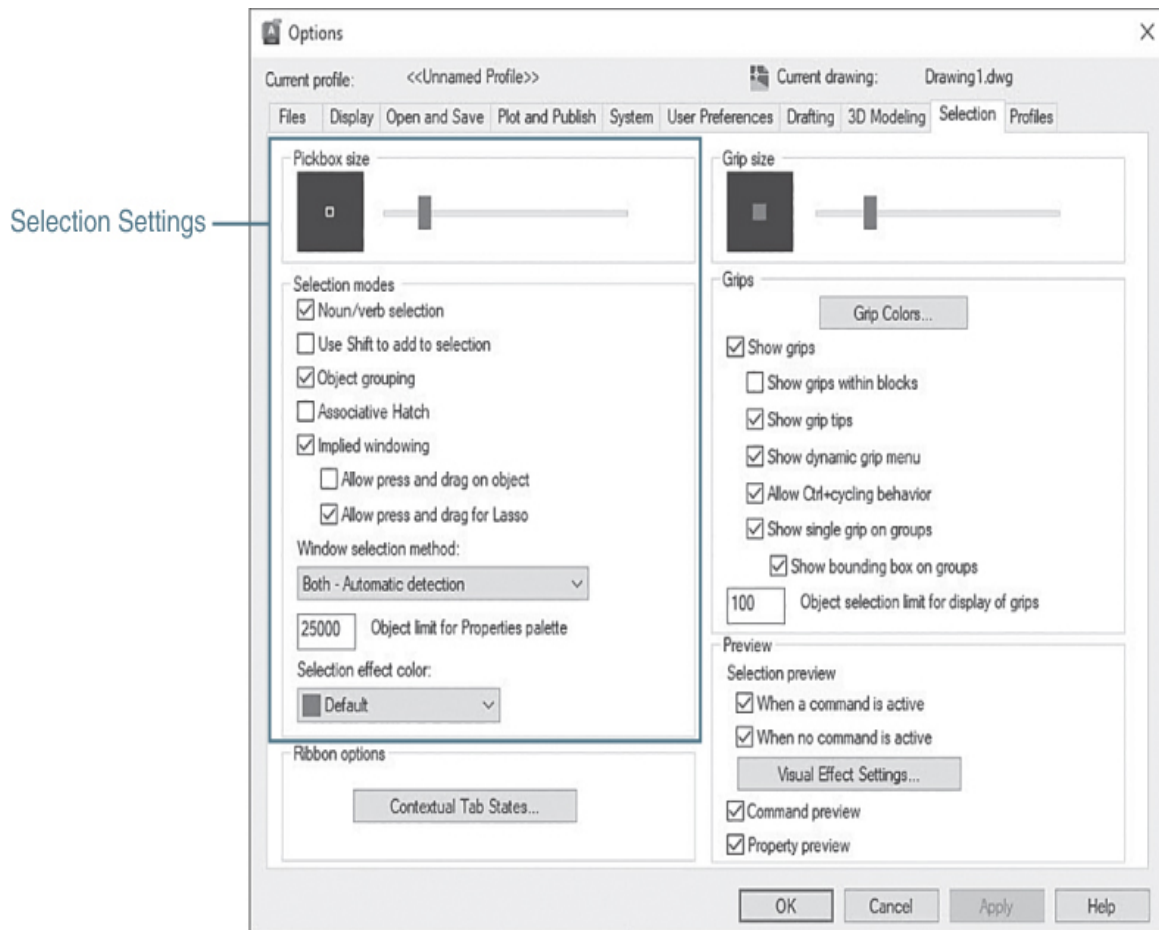 Options
Current profile: <<Unnamed Profile>> Current drawing: Drawing1.dwg
Files Display Open and Save Plot and Publish System User Preferences Drafting 3D Modeling Selection Profiles
Selection Settings
Pickbox size
Selection modes
Noun/verb selection
Use Shift to add to selection
Object grouping
Associative Hatch
Implied windowing
Allow press and drag on object
Allow press and drag for Lasso
Window selection method:
Both - Automatic detection
25000 Object limit for Properties palette
Selection effect color:
Default
Ribbon options
Contextual Tab States...
Grip size
Grips
Grip Colors...
Show grips
Show grips within blocks
Show grip tips
Show dynamic grip menu
Allow Ctrl+cycling behavior
Show single grip on groups
Show bounding box on groups
100 Object selection limit for display of grips
Preview
Selection preview
When a command is active
When no command is active
Visual Effect Settings...
Command preview
Property preview
OK Cancel Apply Help